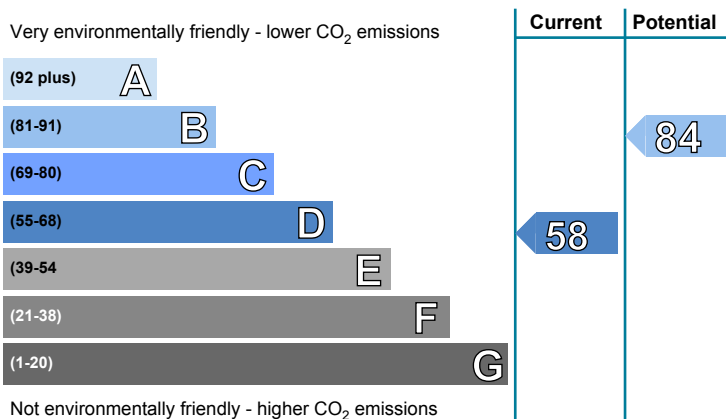 Current Potential
Very environmentally friendly - lower CO2 emissions
(92 plus) A
(81-91) B
84
(69-80) C
(55-68) D
58
(39-54 E
(21-38) F
(1-20) G
Not environmentally friendly - higher CO2 emissions